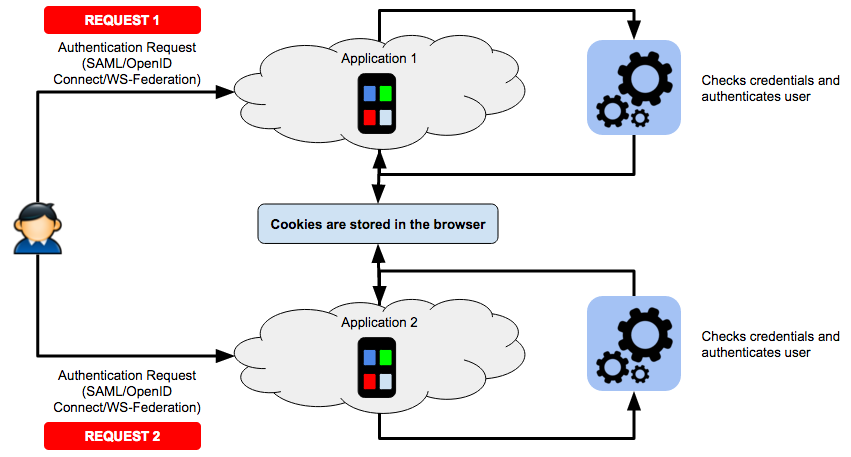 REQUEST 1
Authentication Request
(SAML/OpenID
Connect/WS-Federation)
Application 1
Checks credentials and
authenticates user
Cookies are stored in the browser
Application 2
Checks credentials and
authenticates user
Authentication Request
(SAML/OpenID
Connect/WS-Federation)
REQUEST 2